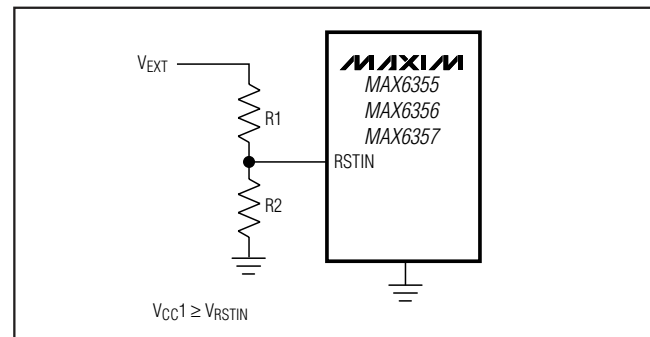 VEXT
R1
R2
MAXIM
MAX6355
MAX6356
MAX6357
RSTIN
VCC1 ≥ VRSTIN